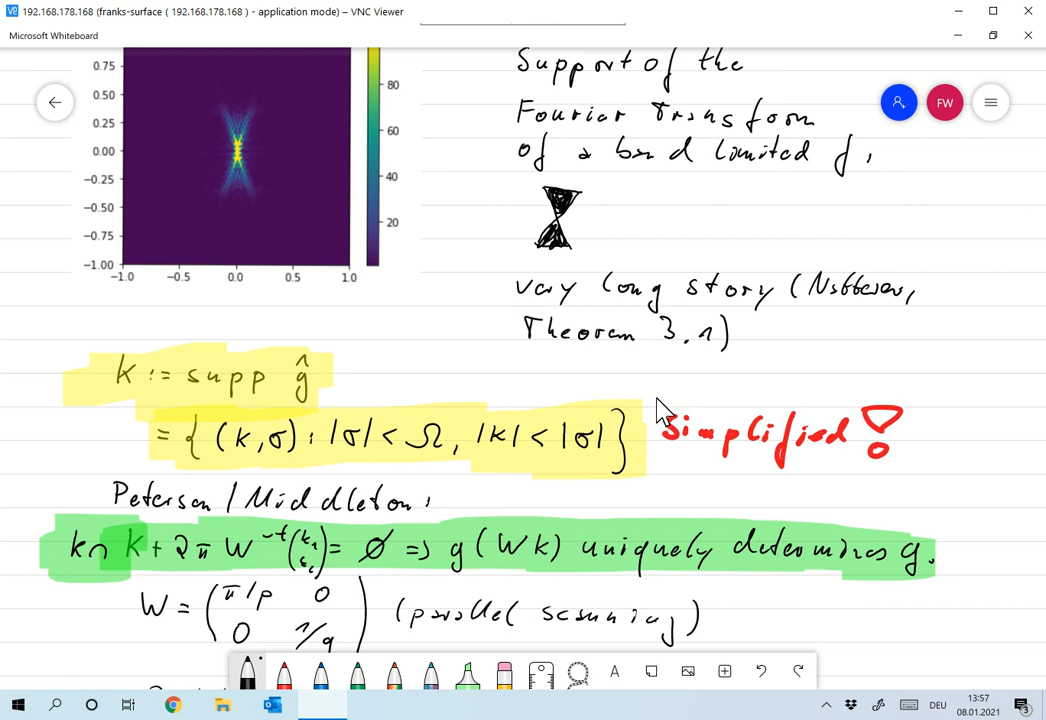 192.168.178.168 (franks-surface ( 192.168.178.168 ) - application mode) – VNC Viewer
Microsoft Whiteboard
FW
0.75
0.50
0.25
0.00
−0.25
−0.50
−0.75
−1.00
−1.0 −0.5 0.0 0.5 1.0
80
60
40
20
Support of the
Fourier Transform
of a band limited f,
very long story (Natterer,
Theorem 3.1)
K := supp ĝ
= { (k,σ) : |σ| < Ω, |k| < |σ| } simplified!
Peterson / Middleton:
K ∩ K + 2π W^{-t} (k₁ = ∅ => g(Wk) uniquely determines g.
W = ( π/p 0
0 1/q ) (parallel scanning)
13:57
DEU
08.01.2021
3